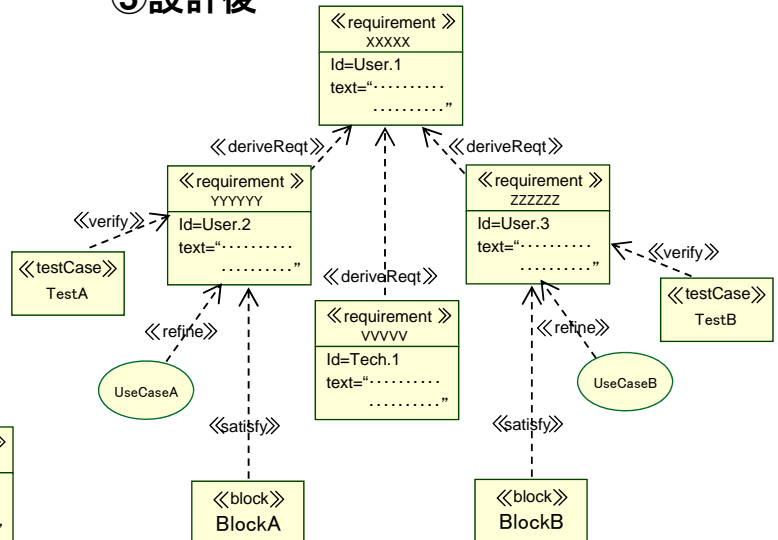 ⑤設計後
≪requirement ≫
XXXXX
Id=User.1
text=“‥‥‥‥‥
‥‥‥‥‥”
≪deriveReqt≫
≪deriveReqt≫
≪requirement ≫
YYYYYY
Id=User.2
text=“‥‥‥‥‥
‥‥‥‥‥”
≪requirement ≫
ZZZZZZ
Id=User.3
text=“‥‥‥‥‥
‥‥‥‥‥”
≪verify≫
≪verify≫
≪testCase≫
TestA
≪deriveReqt≫
≪testCase≫
TestB
≪requirement ≫
VVVVV
Id=Tech.1
text=“‥‥‥‥‥
‥‥‥‥‥”
≪refine≫
≪refine≫
UseCaseA
UseCaseB
≪satisfy≫
≪satisfy≫
≪block≫
BlockA
≪block≫
BlockB